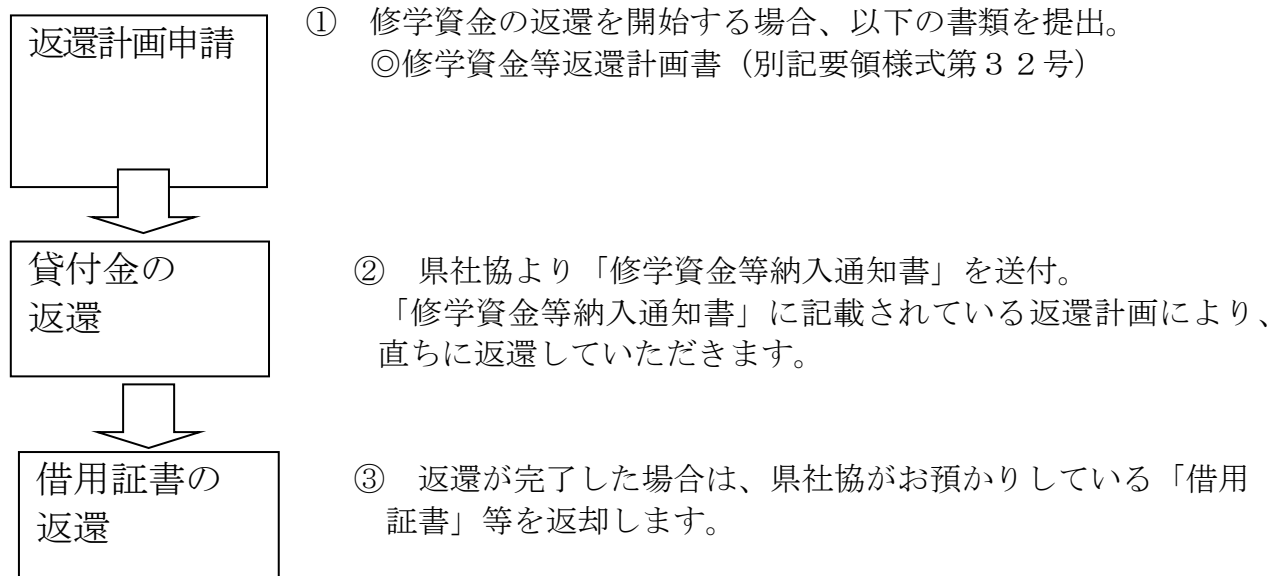 返還計画申請
① 修学資金の返還を開始する場合、以下の書類を提出。
◎修学資金等返還計画書（別記要領様式第３２号）
貸付金の
返還
② 県社協より「修学資金等納入通知書」を送付。
「修学資金等納入通知書」に記載されている返還計画により、
直ちに返還していただきます。
借用証書の
返還
③ 返還が完了した場合は、県社協がお預かりしている「借用
証書」等を返却します。